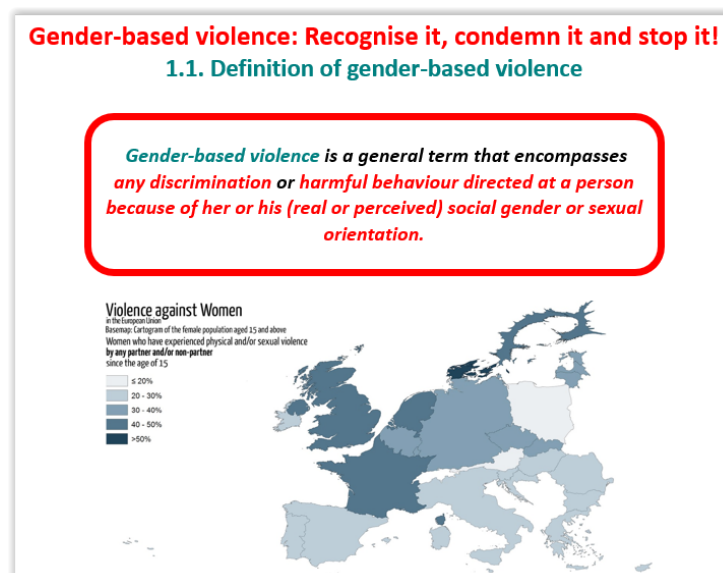 Gender-based violence: Recognise it, condemn it and stop it!
1.1. Definition of gender-based violence
Gender-based violence is a general term that encompasses
any discrimination or harmful behaviour directed at a person
because of her or his (real or perceived) social gender or sexual
orientation.
Violence against Women
in the European Union
Basemap: Cartogram of the female population aged 15 and above
Women who have experienced physical and/or sexual violence
by any partner and/or non-partner
since the age of 15
≤ 20%
20 - 30%
30 - 40%
40 - 50%
>50%